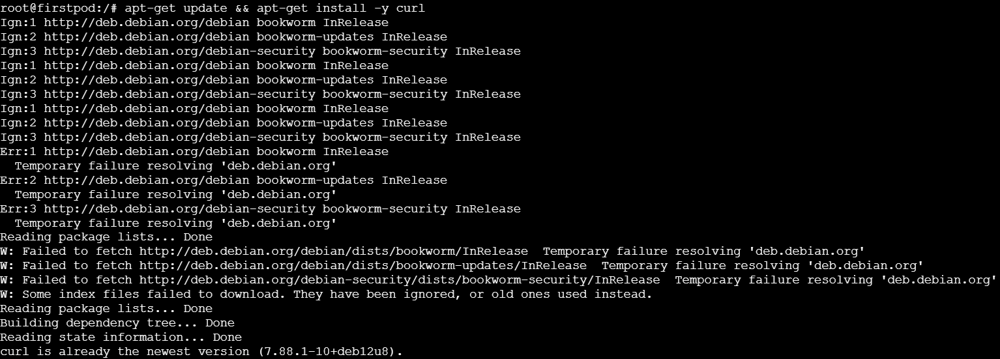 root@firstpod:/# apt-get update && apt-get install -y curl
Ign:1 http://deb.debian.org/debian bookworm InRelease
Ign:2 http://deb.debian.org/debian bookworm-updates InRelease
Ign:3 http://deb.debian.org/debian-security bookworm-security InRelease
Ign:1 http://deb.debian.org/debian bookworm InRelease
Ign:2 http://deb.debian.org/debian bookworm-updates InRelease
Ign:3 http://deb.debian.org/debian-security bookworm-security InRelease
Ign:1 http://deb.debian.org/debian bookworm InRelease
Ign:2 http://deb.debian.org/debian bookworm-updates InRelease
Ign:3 http://deb.debian.org/debian-security bookworm-security InRelease
Err:1 http://deb.debian.org/debian bookworm InRelease
  Temporary failure resolving 'deb.debian.org'
Err:2 http://deb.debian.org/debian bookworm-updates InRelease
  Temporary failure resolving 'deb.debian.org'
Err:3 http://deb.debian.org/debian-security bookworm-security InRelease
  Temporary failure resolving 'deb.debian.org'
Reading package lists... Done
W: Failed to fetch http://deb.debian.org/debian/dists/bookworm/InRelease  Temporary failure resolving 'deb.debian.org'
W: Failed to fetch http://deb.debian.org/debian/dists/bookworm-updates/InRelease  Temporary failure resolving 'deb.debian.org'
W: Failed to fetch http://deb.debian.org/debian-security/dists/bookworm-security/InRelease  Temporary failure resolving 'deb.debian.org'
W: Some index files failed to download. They have been ignored, or old ones used instead.
Reading package lists... Done
Building dependency tree... Done
Reading state information... Done
curl is already the newest version (7.88.1-10+deb12u8).